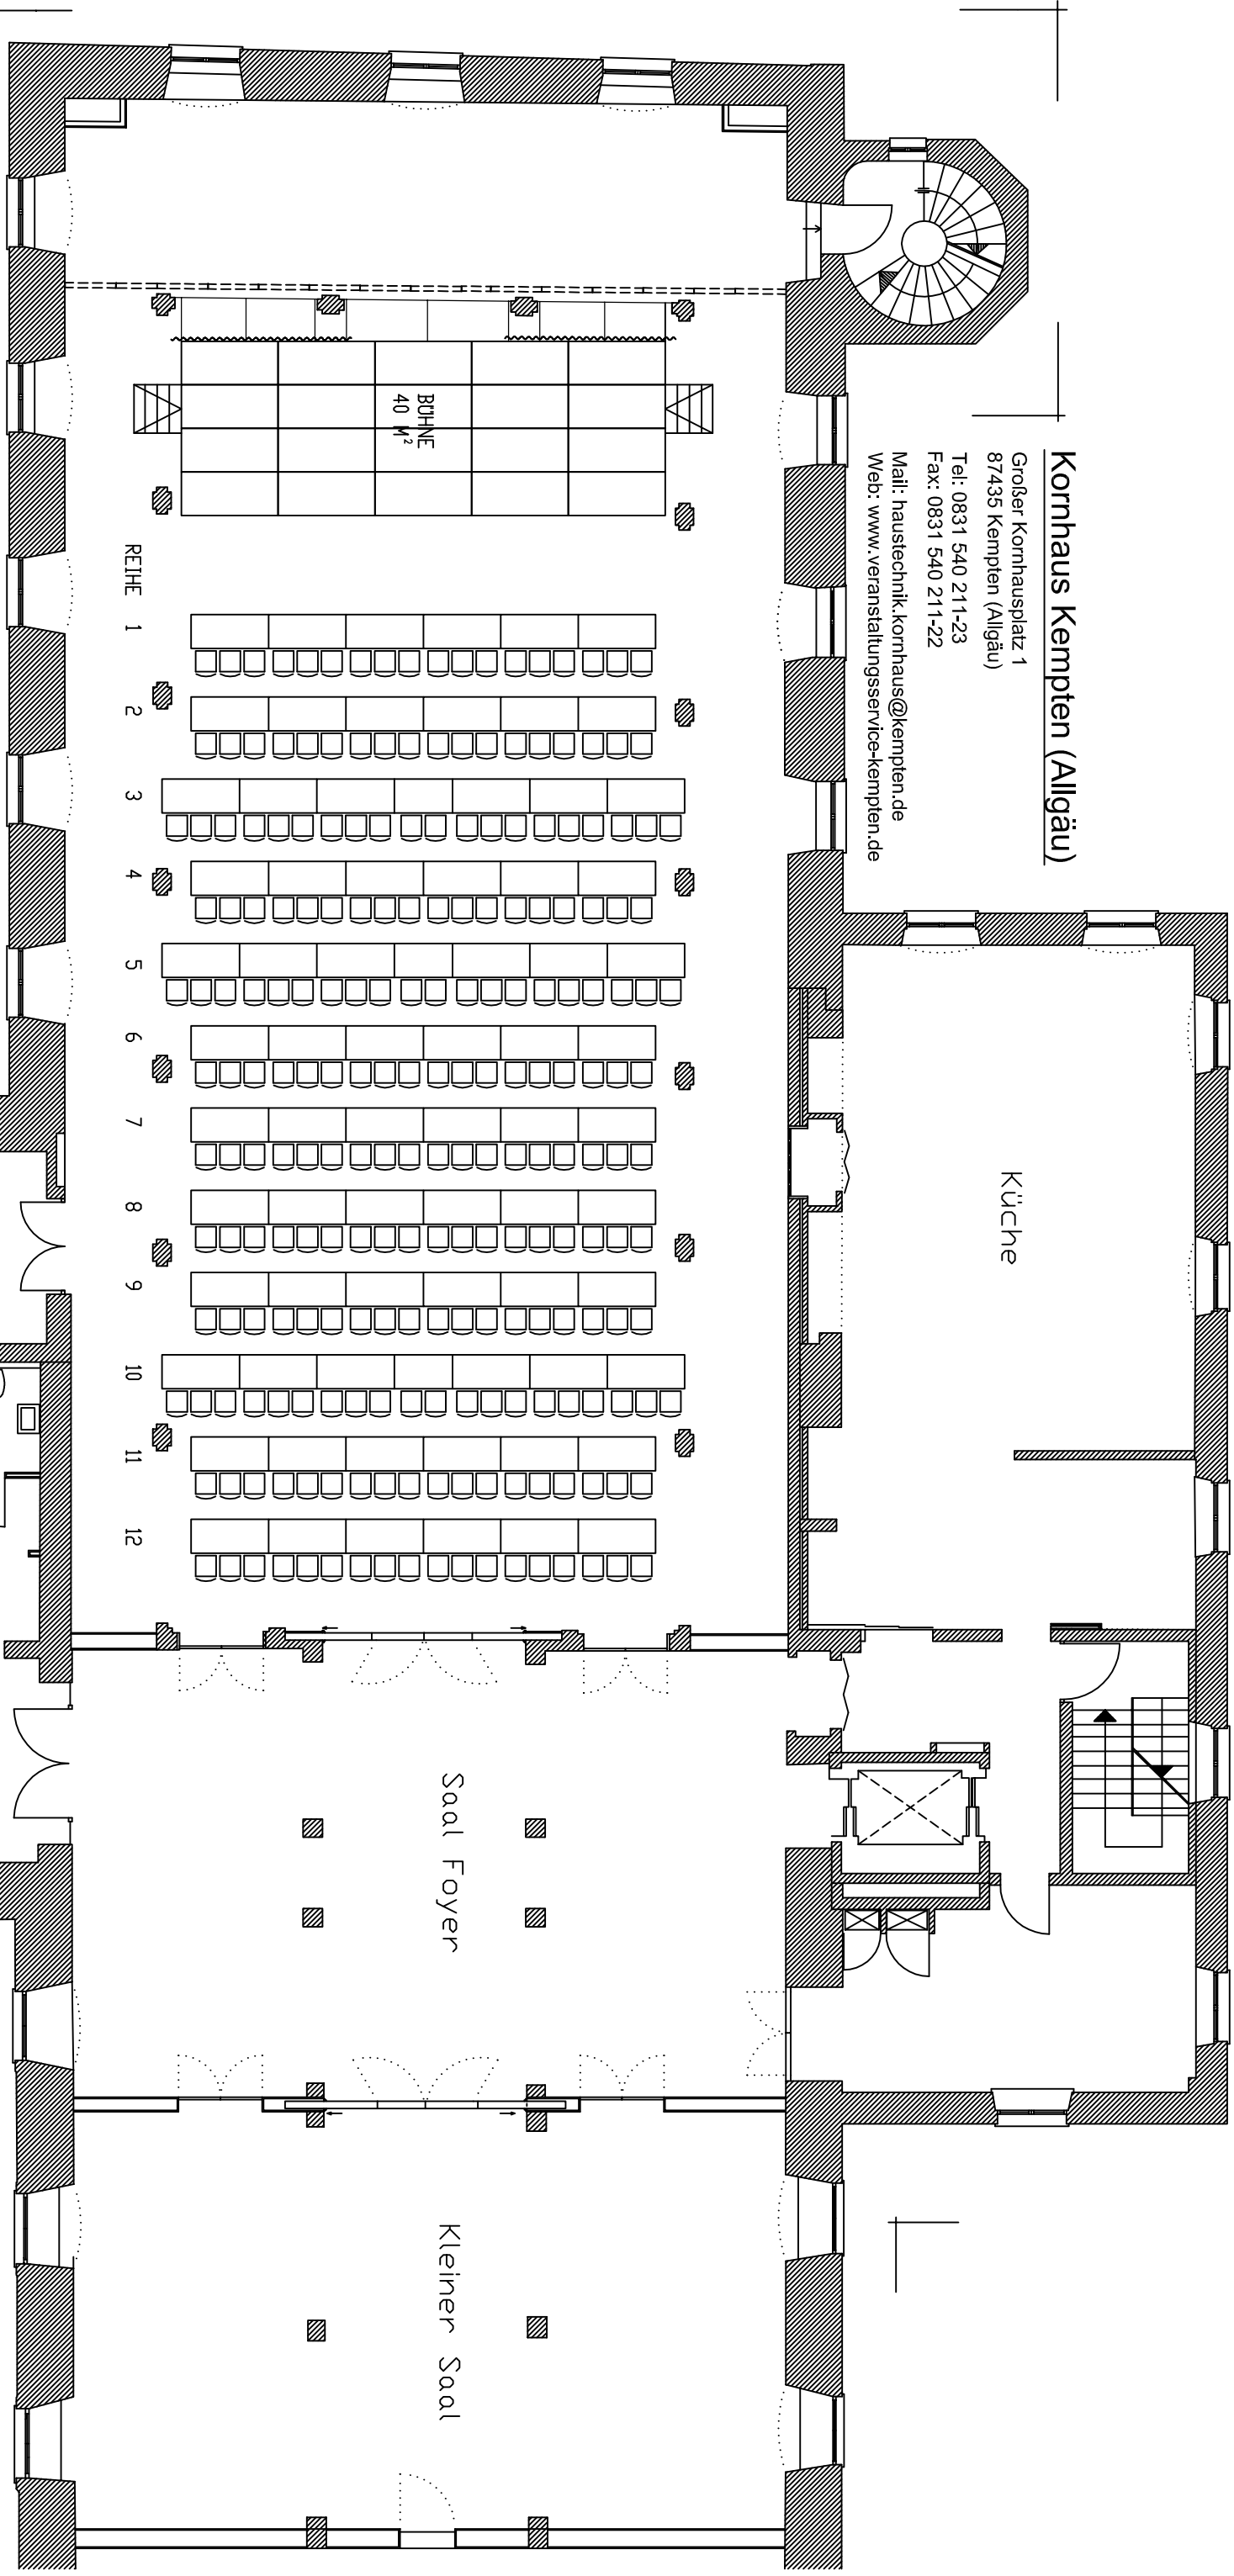 Kornhaus Kempten (Allgäu)
Großer Kornhausplatz 1
87435 Kempten (Allgäu)
Tel: 0831 540 211-23
Fax: 0831 540 211-22
Mail: haustechnik.kornhaus@kempten.de
Web: www.veranstaltungsservice-kempten.de
BÜHNE
40 M²
REIHE 1 2 3 4 5 6 7 8 9 10 11 12
Küche
Saal Foyer
Kleiner Saal